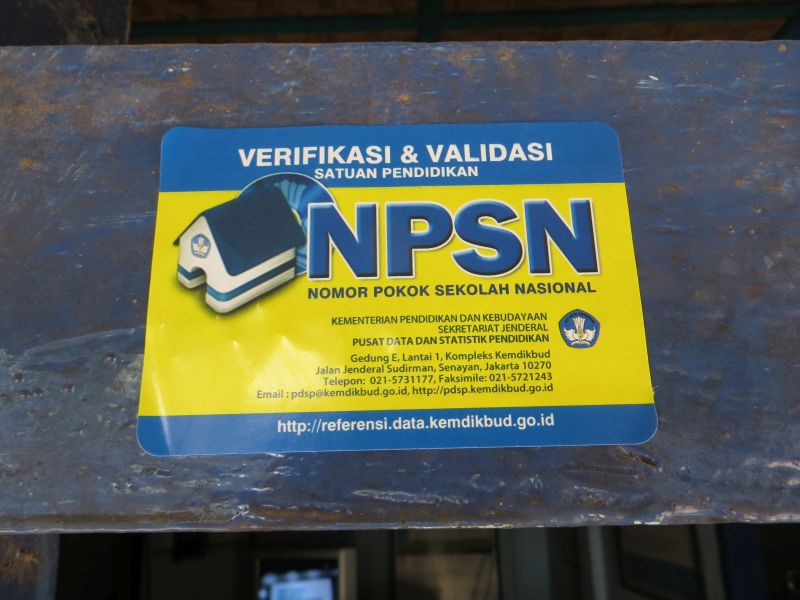 VERIFIKASI & VALIDASI
SATUAN PENDIDIKAN
NPSN
NOMOR POKOK SEKOLAH NASIONAL
KEMENTERIAN PENDIDIKAN DAN KEBUDAYAAN
SEKRETARIAT JENDERAL
PUSAT DATA DAN STATISTIK PENDIDIKAN
Gedung E, Lantai 1, Kompleks Kemdikbud
Jalan Jenderal Sudirman, Senayan, Jakarta 10270
Telepon: 021-5731177, Faksimile: 021-5721243
Email : pdsp@kemdikbud.go.id, http://pdsp.kemdikbud.go.id
http://referensi.data.kemdikbud.go.id